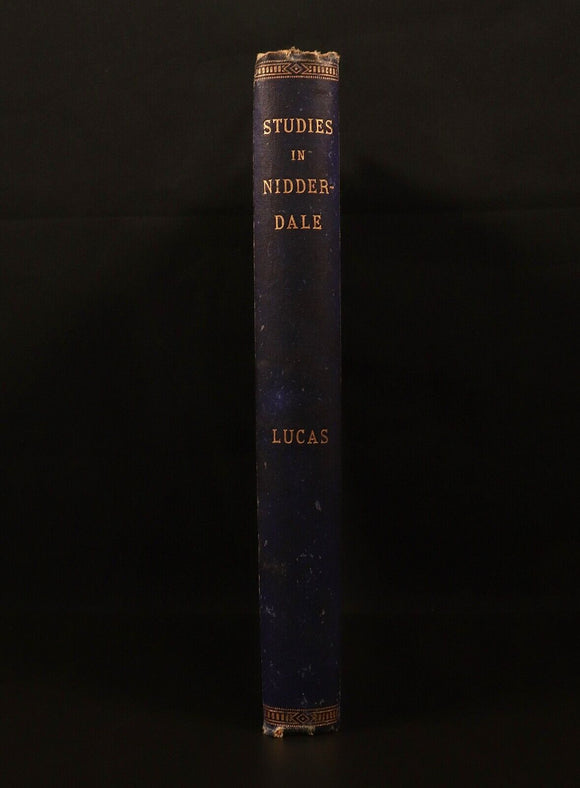 STUDIES
IN
NIDDER-
DALE
LUCAS